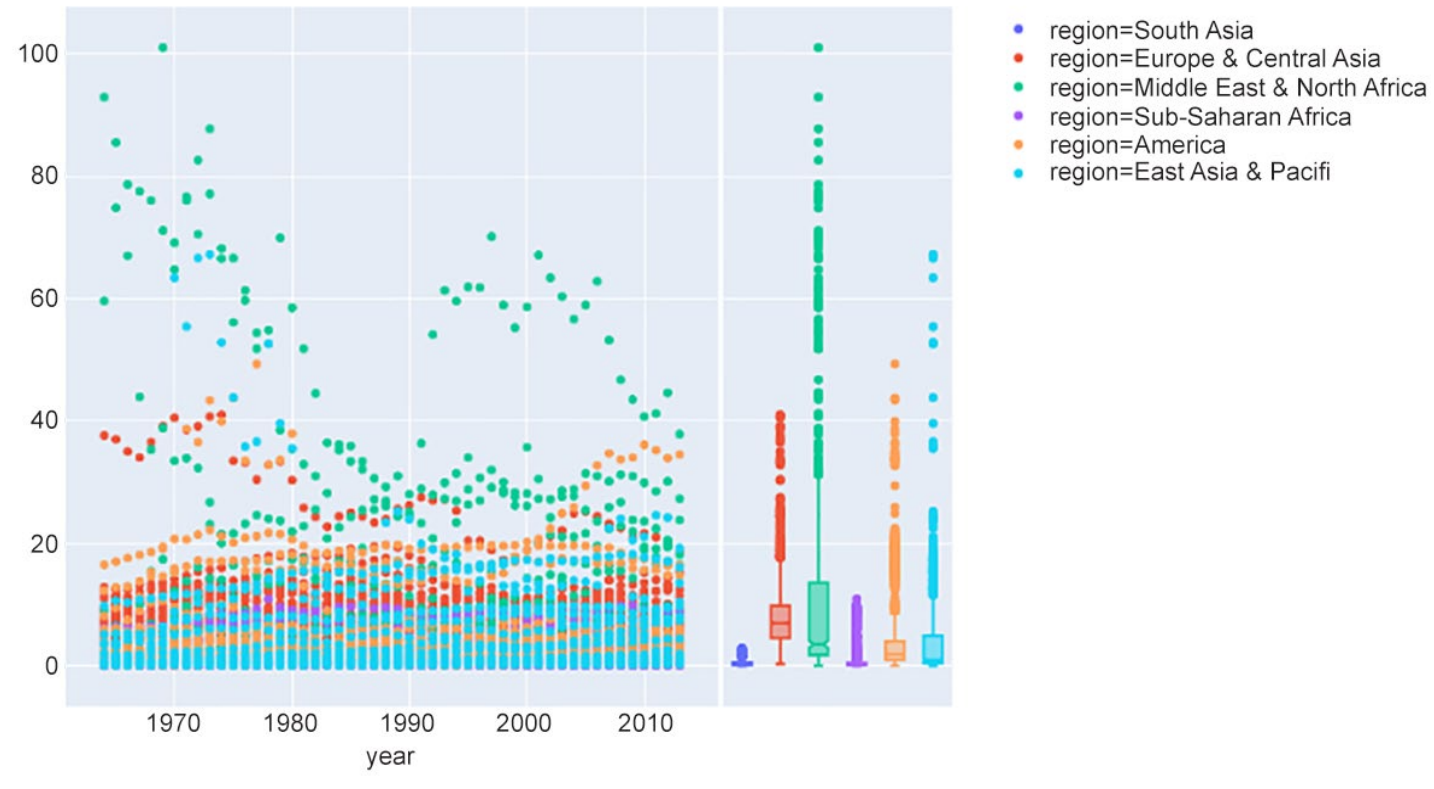 100
80
60
40
20
0
1970 1980 1990 2000 2010
year
region=South Asia
region=Europe & Central Asia
region=Middle East & North Africa
region=Sub-Saharan Africa
region=America
region=East Asia & Pacifi